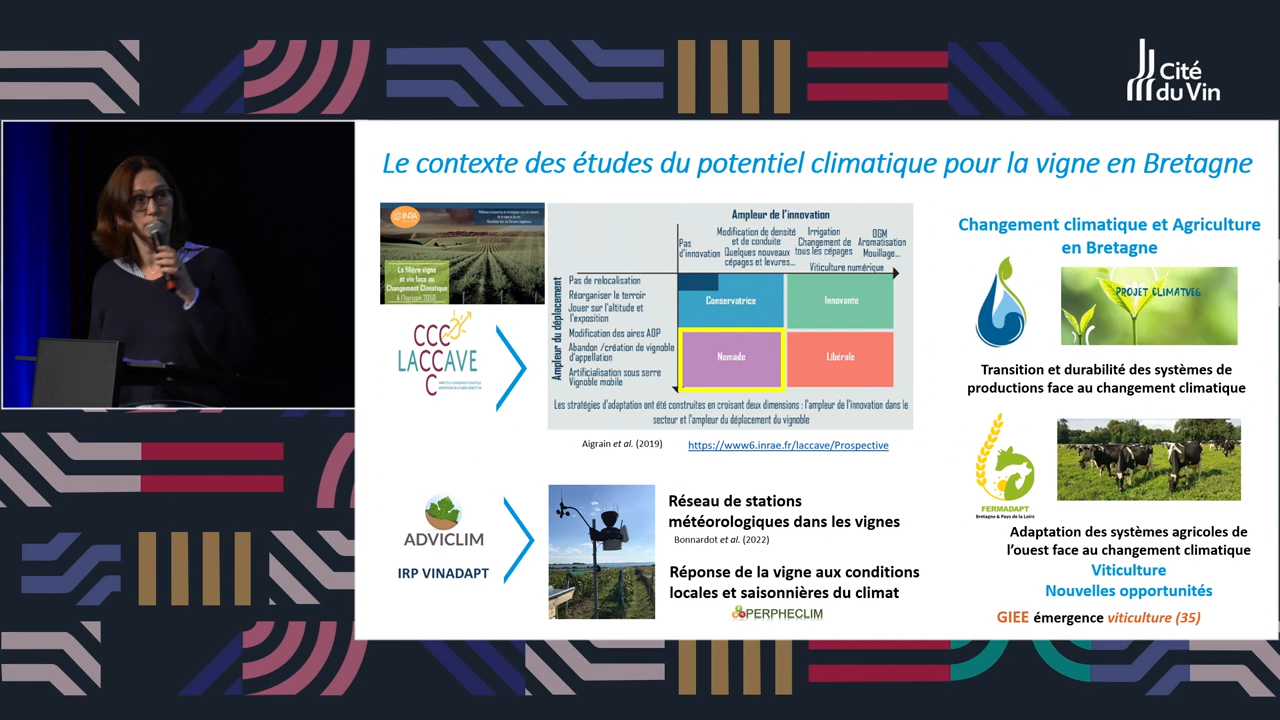 Cité
du Vin
Le contexte des études du potentiel climatique pour la vigne en Bretagne
INRA
La filière vigne
et vin face au
Changement Climatique
à l'horizon 2050
CCC
LACCAVE
C
Ampleur de l'innovation
Pas
d'innovation
Modification de densité
et de conduite
Quelques nouveaux
cépages et levures...
Irrigation
Changement de
tous les cépages
Viticulture numérique
OGM
Aromatisation
Mouillage...
Ampleur du déplacement
Pas de relocalisation
Réorganiser le terroir
Jouer sur l'altitude et
l'exposition
Modification des aires AOP
Abandon /création de vignoble
d'appellation
Artificialisation sous serre
Vignoble mobile
Conservatrice
Innovante
Nomade
Libérale
Les stratégies d'adaptation ont été construites en croisant deux dimensions : l'ampleur de l'innovation dans le
secteur et l'ampleur du déplacement du vignoble
Aigrain et al. (2019)
https://www6.inrae.fr/laccave/Prospective
ADVICLIM
IRP VINADAPT
Réseau de stations
météorologiques dans les vignes
Bonnardot et al. (2022)
Réponse de la vigne aux conditions
locales et saisonnières du climat
PERPHECLIM
Changement climatique et Agriculture
en Bretagne
PROJET CLIMATVEG
Transition et durabilité des systèmes de
productions face au changement climatique
FERMADAPT
Bretagne & Pays de la Loire
Adaptation des systèmes agricoles de
l'ouest face au changement climatique
Viticulture
Nouvelles opportunités
GIEE émergence viticulture (35)